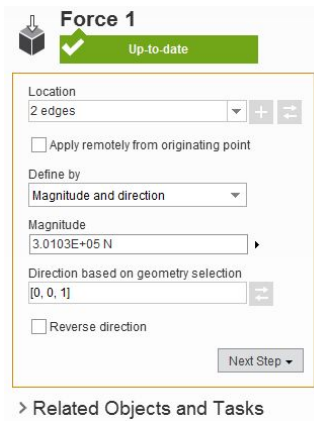 Force 1
Up-to-date
Location
2 edges
Apply remotely from originating point
Define by
Magnitude and direction
Magnitude
3.0103E+05 N
Direction based on geometry selection
[0, 0, 1]
Reverse direction
Next Step
Related Objects and Tasks